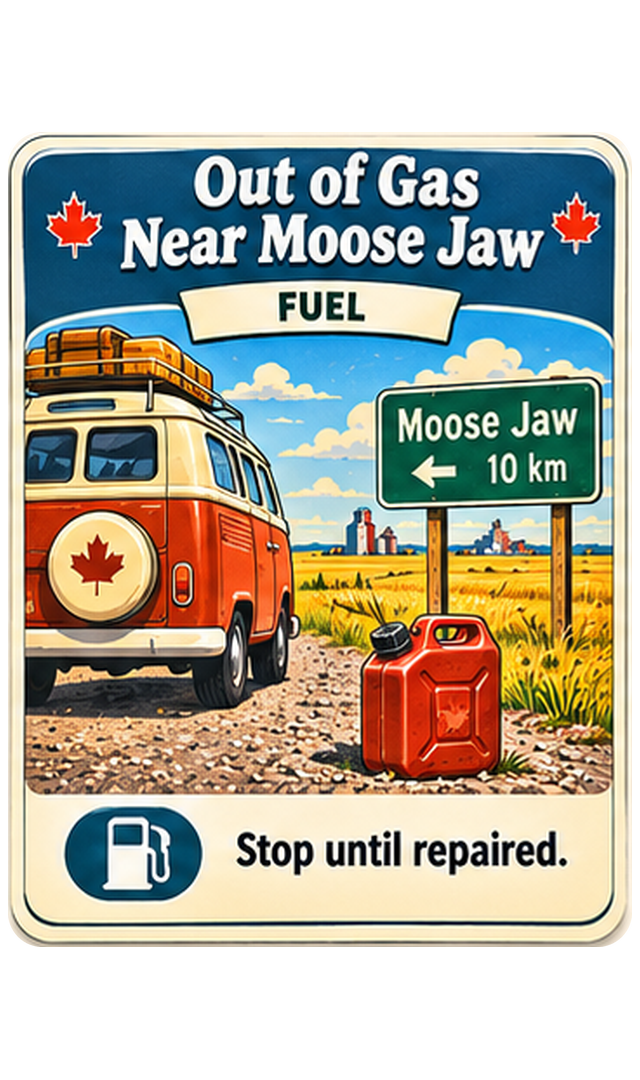 Out of Gas
Near Moose Jaw
FUEL
Moose Jaw
← 10 km
Stop until repaired.